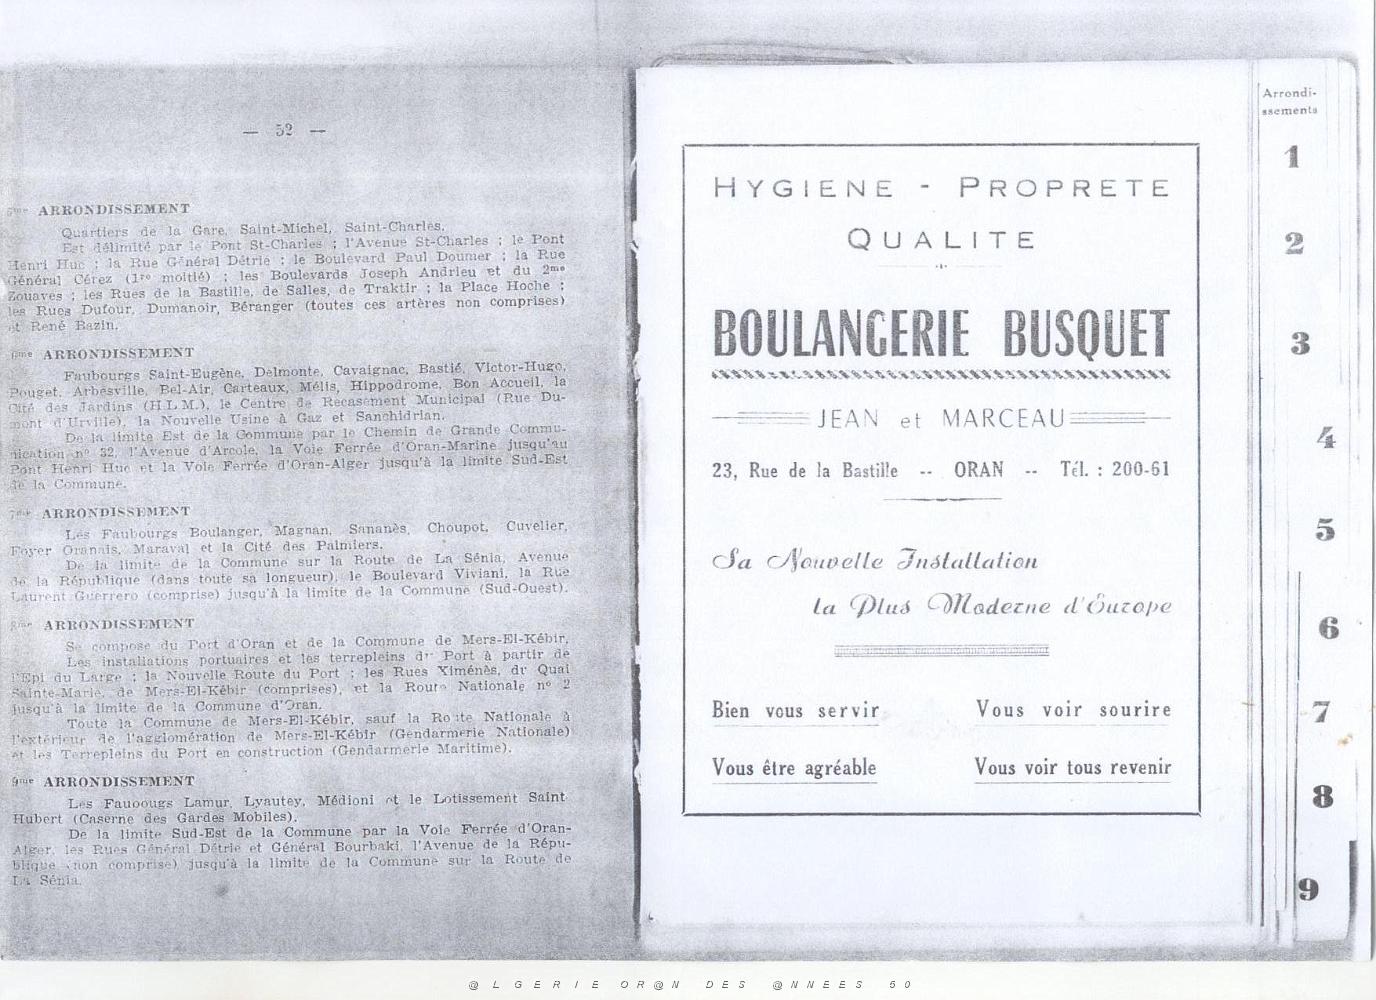 — 52 —
5me ARRONDISSEMENT
Quartiers de la Gare, Saint-Michel, Saint-Charles.
Est délimité par le Pont St-Charles ; l'Avenue St-Charles ; le Pont
Henri Huc ; la Rue Général Détrie ; le Boulevard Paul Doumer ; la Rue
Général Cérez (1re moitié) ; les Boulevards Joseph Andrieu et du 2me
Zouaves ; les Rues de la Bastille, de Salles, de Traktir ; la Place Hoche ;
les Rues Dufour, Dumanoir, Béranger (toutes ces artères non comprises)
et René Bazin.
6me ARRONDISSEMENT
Faubourgs Saint-Eugène, Delmonte, Cavaignac, Bastié, Victor-Hugo,
Pouget, Arbesville, Bel-Air, Carteaux, Mélis, Hippodrome, Bon Accueil, la
Cité des Jardins (H.L.M.), le Centre de Recasement Municipal (Rue Du-
mont d'Urville), la Nouvelle Usine à Gaz et Sanchidrian.
De la limite Est de la Commune par le Chemin de Grande Commu-
nication nº 32, l'Avenue d'Arcole, la Voie Ferrée d'Oran-Marine jusqu'au
Pont Henri Huc et la Voie Ferrée d'Oran-Alger jusqu'à la limite Sud-Est
de la Commune.
7me ARRONDISSEMENT
Les Faubourgs Boulanger, Magnan, Sananès, Choupot, Cuvelier,
Foyer Oranais, Maraval et la Cité des Palmiers.
De la limite de la Commune sur la Route de La Sénia, Avenue
de la République (dans toute sa longueur), le Boulevard Viviani, la Rue
Laurent Guerrero (comprise) jusqu'à la limite de la Commune (Sud-Ouest).
8me ARRONDISSEMENT
Se compose du Port d'Oran et de la Commune de Mers-El-Kébir.
Les installations portuaires et les terrepleins du Port à partir de
l'Epi du Large ; la Nouvelle Route du Port ; les Rues Ximénès, dr Quai
Sainte-Marie, de Mers-El-Kébir (comprises), et la Route Nationale nº 2
jusqu'à la limite de la Commune d'Oran.
Toute la Commune de Mers-El-Kébir, sauf la Route Nationale à
l'extérieur de l'agglomération de Mers-El-Kébir (Gendarmerie Nationale)
et les Terrepleins du Port en construction (Gendarmerie Maritime).
9me ARRONDISSEMENT
Les Fauoougs Lamur, Lyautey, Médioni et le Lotissement Saint
Hubert (Caserne des Gardes Mobiles).
De la limite Sud-Est de la Commune par la Voie Ferrée d'Oran-
Alger, les Rues Général Détrie et Général Bourbaki, l'Avenue de la Répu-
blique (non comprise) jusqu'à la limite de la Commune sur la Route de
La Sénia.
HYGIENE - PROPRETE
QUALITE
BOULANGERIE BUSQUET
JEAN et MARCEAU
23, Rue de la Bastille -- ORAN -- Tél. : 200-61
Sa Nouvelle Installation
la Plus Moderne d'Europe
Bien vous servir Vous voir sourire
Vous être agréable Vous voir tous revenir
Arrondi-
ssements
1
2
3
4
5
6
7
8
9
@ L G E R I E O R @ N D E S @ N N E E S 6 0